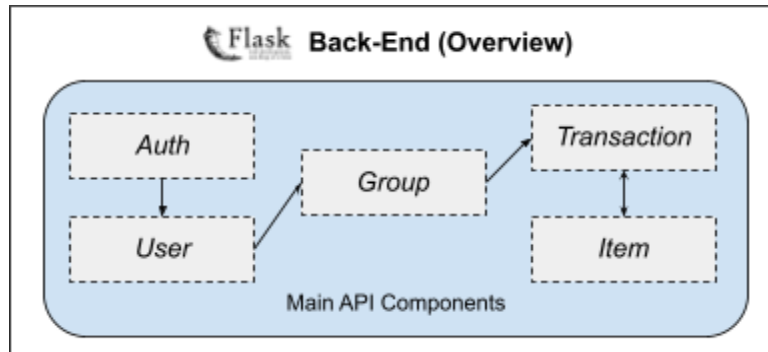 Flask Back-End (Overview)
Auth
Transaction
Group
User
Item
Main API Components